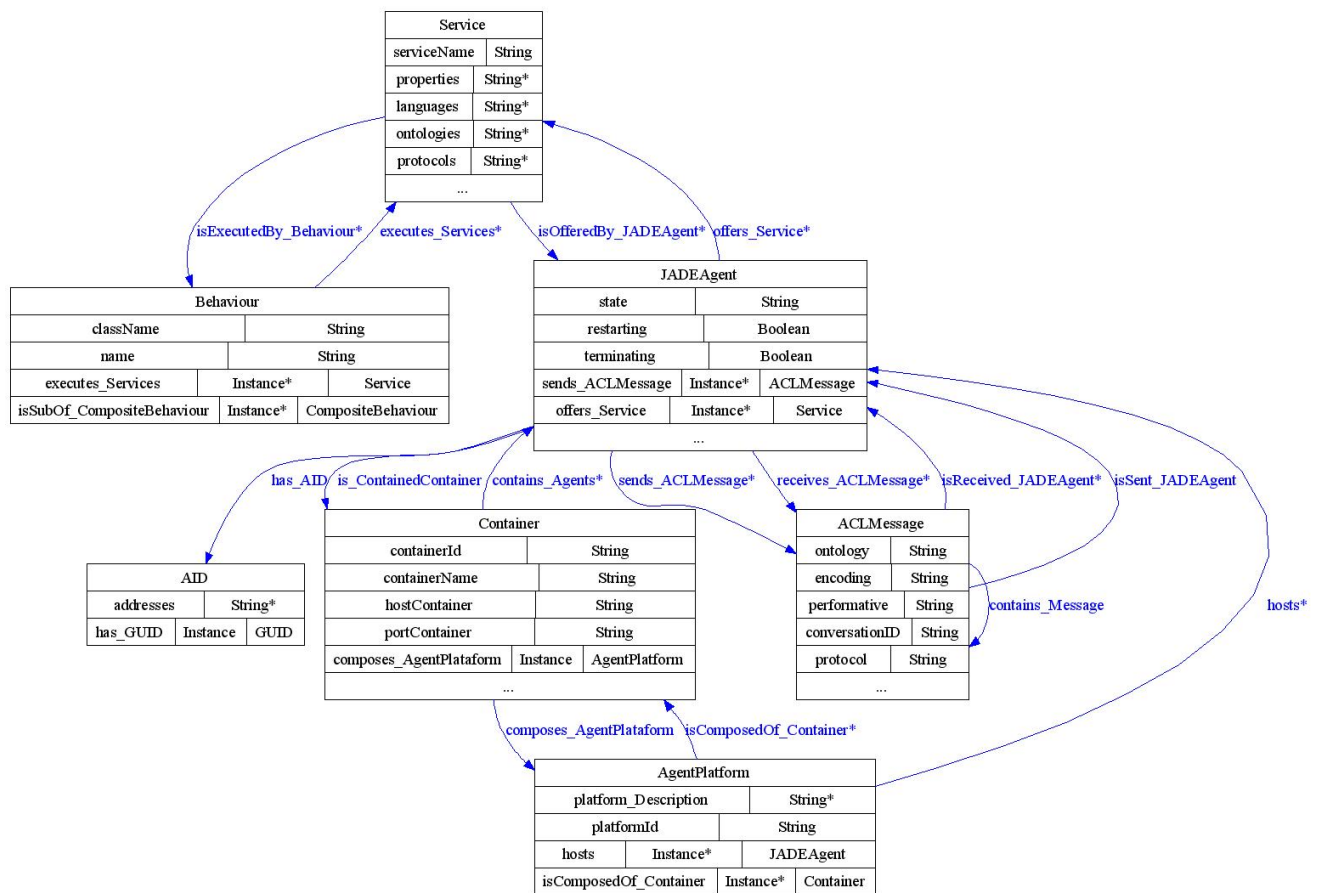 Service
serviceName String
properties String*
languages String*
ontologies String*
protocols String*
...
isExecutedBy_Behaviour* executes_Services* isOfferedBy_JADEAgent* offers_Service*
JADEAgent
state String
restarting Boolean
terminating Boolean
sends_ACLMessage Instance* ACLMessage
offers_Service Instance* Service
...
Behaviour
className String
name String
executes_Services Instance* Service
isSubOf_CompositeBehaviour Instance* CompositeBehaviour
has_AID is_ContainedContainer contains_Agents* sends_ACLMessage* receives_ACLMessage* isReceived_JADEAgent* isSent_JADEAgent
Container
containerId String
containerName String
hostContainer String
portContainer String
composes_AgentPlataform Instance AgentPlatform
...
ACLMessage
ontology String
encoding String
performative String
conversationID String
protocol String
...
contains_Message
hosts*
AID
addresses String*
has_GUID Instance GUID
composes_AgentPlataform isComposedOf_Container*
AgentPlatform
platform_Description String*
platformId String
hosts Instance* JADEAgent
isComposedOf_Container Instance* Container